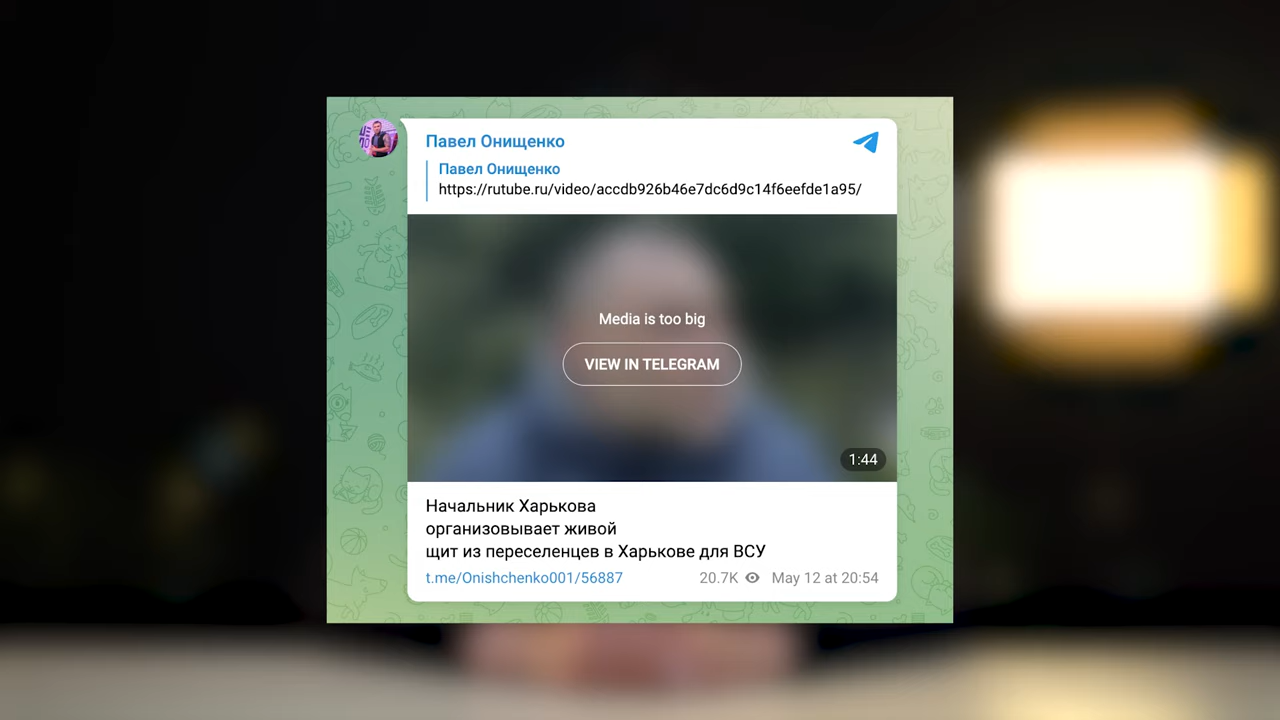 Павел Онищенко
Павел Онищенко
https://rutube.ru/video/accdb926b46e7dc6d9c14f6eefde1a95/
Media is too big
VIEW IN TELEGRAM
1:44
Начальник Харькова
организовывает живой
щит из переселенцев в Харькове для ВСУ
t.me/Onishchenko001/56887 20.7K May 12 at 20:54